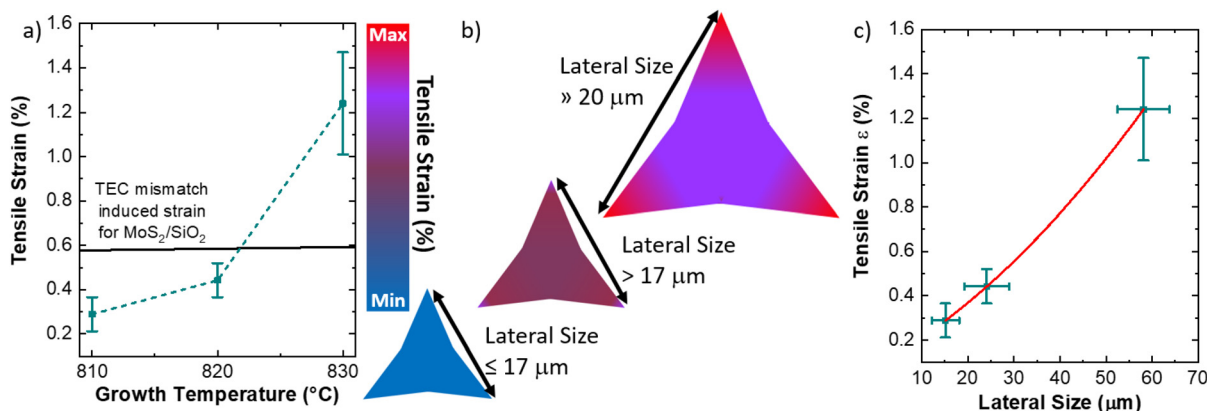 a)
1.6
1.4
1.2
1.0
0.8
0.6
0.4
0.2
Tensile Strain (%)
TEC mismatch
induced strain
for MoS₂/SiO₂
810
820
830
Growth Temperature (°C)
Max
Tensile Strain (%)
Min
b)
Lateral Size
» 20 μm
Lateral Size
> 17 μm
Lateral Size
≤ 17 μm
c)
1.6
1.4
1.2
1.0
0.8
0.6
0.4
0.2
Tensile Strain ε (%)
10
20
30
40
50
60
70
Lateral Size (μm)